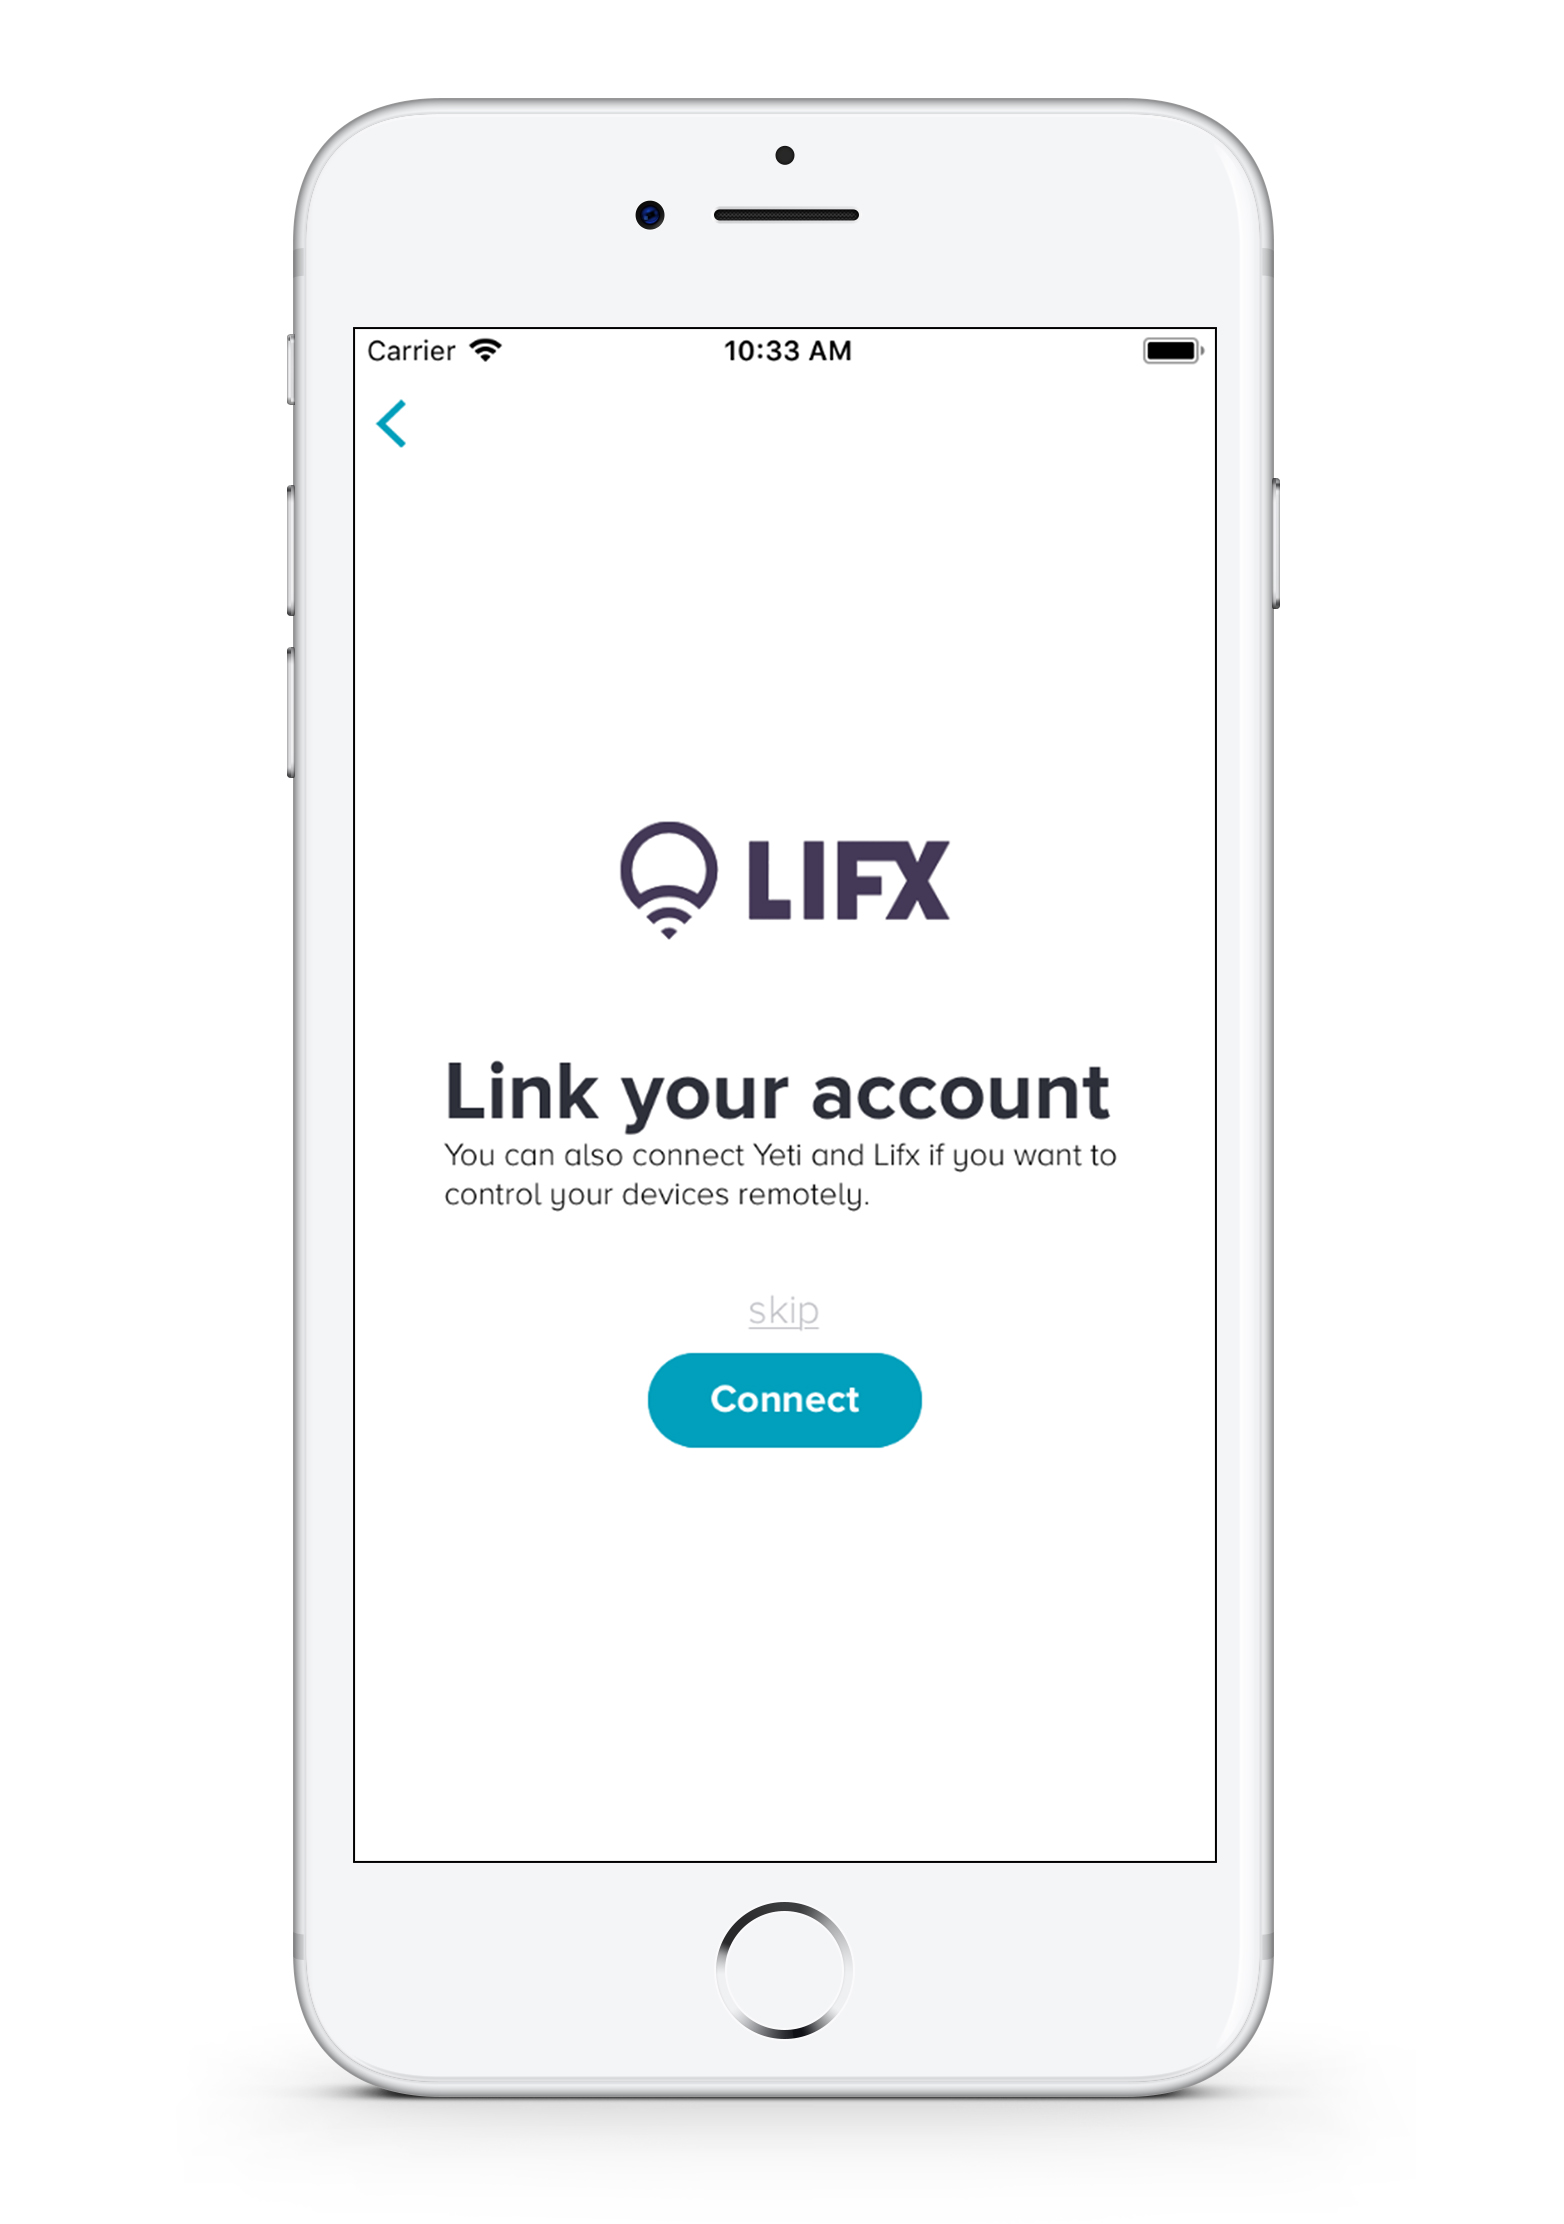 Carrier 10:33 AM
LIFX
Link your account
You can also connect Yeti and Lifx if you want to
control your devices remotely.
skip
Connect